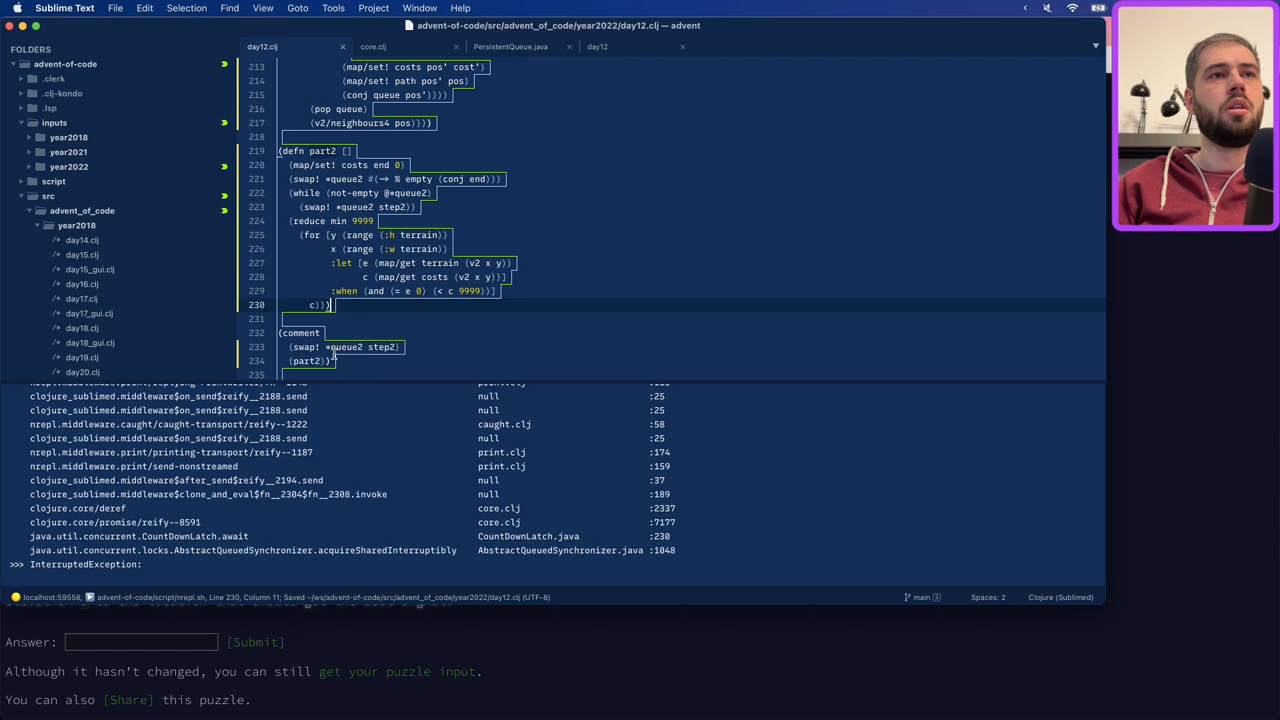 Sublime Text File Edit Selection Find View Goto Tools Project Window Help
advent-of-code/src/advent_of_code/year2022/day12.clj — advent
FOLDERS
advent-of-code
.clerk
.clj-kondo
.lsp
inputs
year2018
year2021
year2022
script
src
advent_of_code
year2018
/* day14.clj
/* day15.clj
/* day15_gui.clj
/* day16.clj
/* day17.clj
/* day17_gui.clj
/* day18.clj
/* day18_gui.clj
/* day19.clj
/* day20.clj
day12.clj × core.clj × PersistentQueue.java × day12 ×
213 (map/set! costs pos' cost')
214 (map/set! path pos' pos)
215 (conj queue pos'))))
216 (pop queue)
217 (v2/neighbours4 pos))))
218
219 (defn part2 []
220 (map/set! costs end 0)
221 (swap! *queue2 #(-> % empty (conj end)))
222 (while (not-empty @*queue2)
223 (swap! *queue2 step2))
224 (reduce min 9999
225 (for [y (range (:h terrain))
226 x (range (:w terrain))
227 :let [e (map/get terrain (v2 x y))
228 c (map/get costs (v2 x y))]
229 :when (and (= e 0) (< c 9999))]
230 c)))
231
232 (comment
233 (swap! *queue2 step2)
234 (part2))
235
clojure_sublimed.middleware$on_send$reify__2188.send null :25
clojure_sublimed.middleware$on_send$reify__2188.send null :25
nrepl.middleware.caught/caught-transport/reify--1222 caught.clj :58
clojure_sublimed.middleware$on_send$reify__2188.send null :25
nrepl.middleware.print/printing-transport/reify--1187 print.clj :174
nrepl.middleware.print/send-nonstreamed print.clj :159
clojure_sublimed.middleware$after_send$reify__2194.send null :37
clojure_sublimed.middleware$clone_and_eval$fn__2304$fn__2308.invoke null :189
clojure.core/deref core.clj :2337
clojure.core/promise/reify--8591 core.clj :7177
java.util.concurrent.CountDownLatch.await CountDownLatch.java :230
java.util.concurrent.locks.AbstractQueuedSynchronizer.acquireSharedInterruptibly AbstractQueuedSynchronizer.java :1048
>>> InterruptedException:
localhost:59558, advent-of-code/script/nrepl.sh, Line 230, Column 11; Saved ~/ws/advent-of-code/src/advent_of_code/year2022/day12.clj (UTF-8) main 3 Spaces: 2 Clojure (Sublimed)
Answer: [Submit]
Although it hasn't changed, you can still get your puzzle input.
You can also [Share] this puzzle.